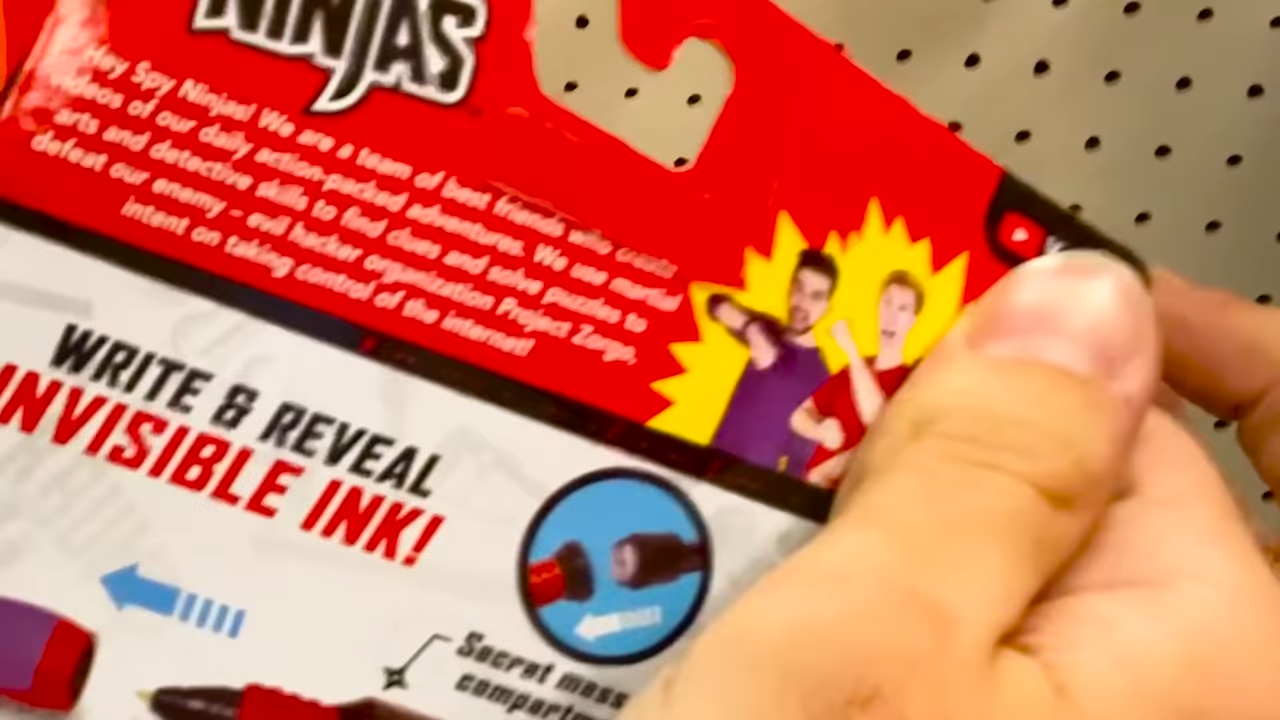 NINJAS
Hey Spy Ninjas! We are a team of best friends who create
videos of our daily action-packed adventures. We use martial
arts and detective skills to find clues and solve puzzles to
defeat our enemy - evil hacker organization Project Zorgo,
intent on taking control of the internet!
WRITE & REVEAL
INVISIBLE INK!
Secret